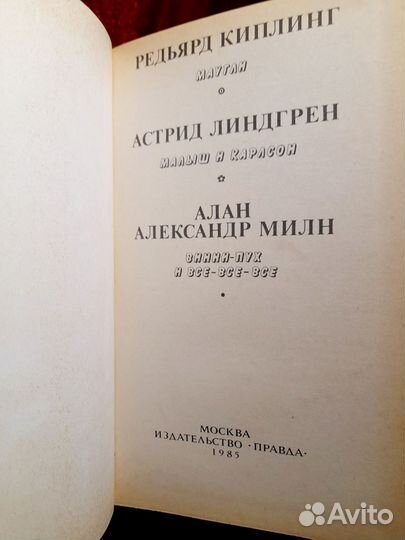 РЕДЬЯРД КИПЛИНГ
МАУГЛИ
АСТРИД ЛИНДГРЕН
МАЛЫШ И КАРЛСОН
АЛАН
АЛЕКСАНДР МИЛН
ВИННИ-ПУХ
И ВСЕ-ВСЕ-ВСЕ
МОСКВА
ИЗДАТЕЛЬСТВО «ПРАВДА»
1985
Avito